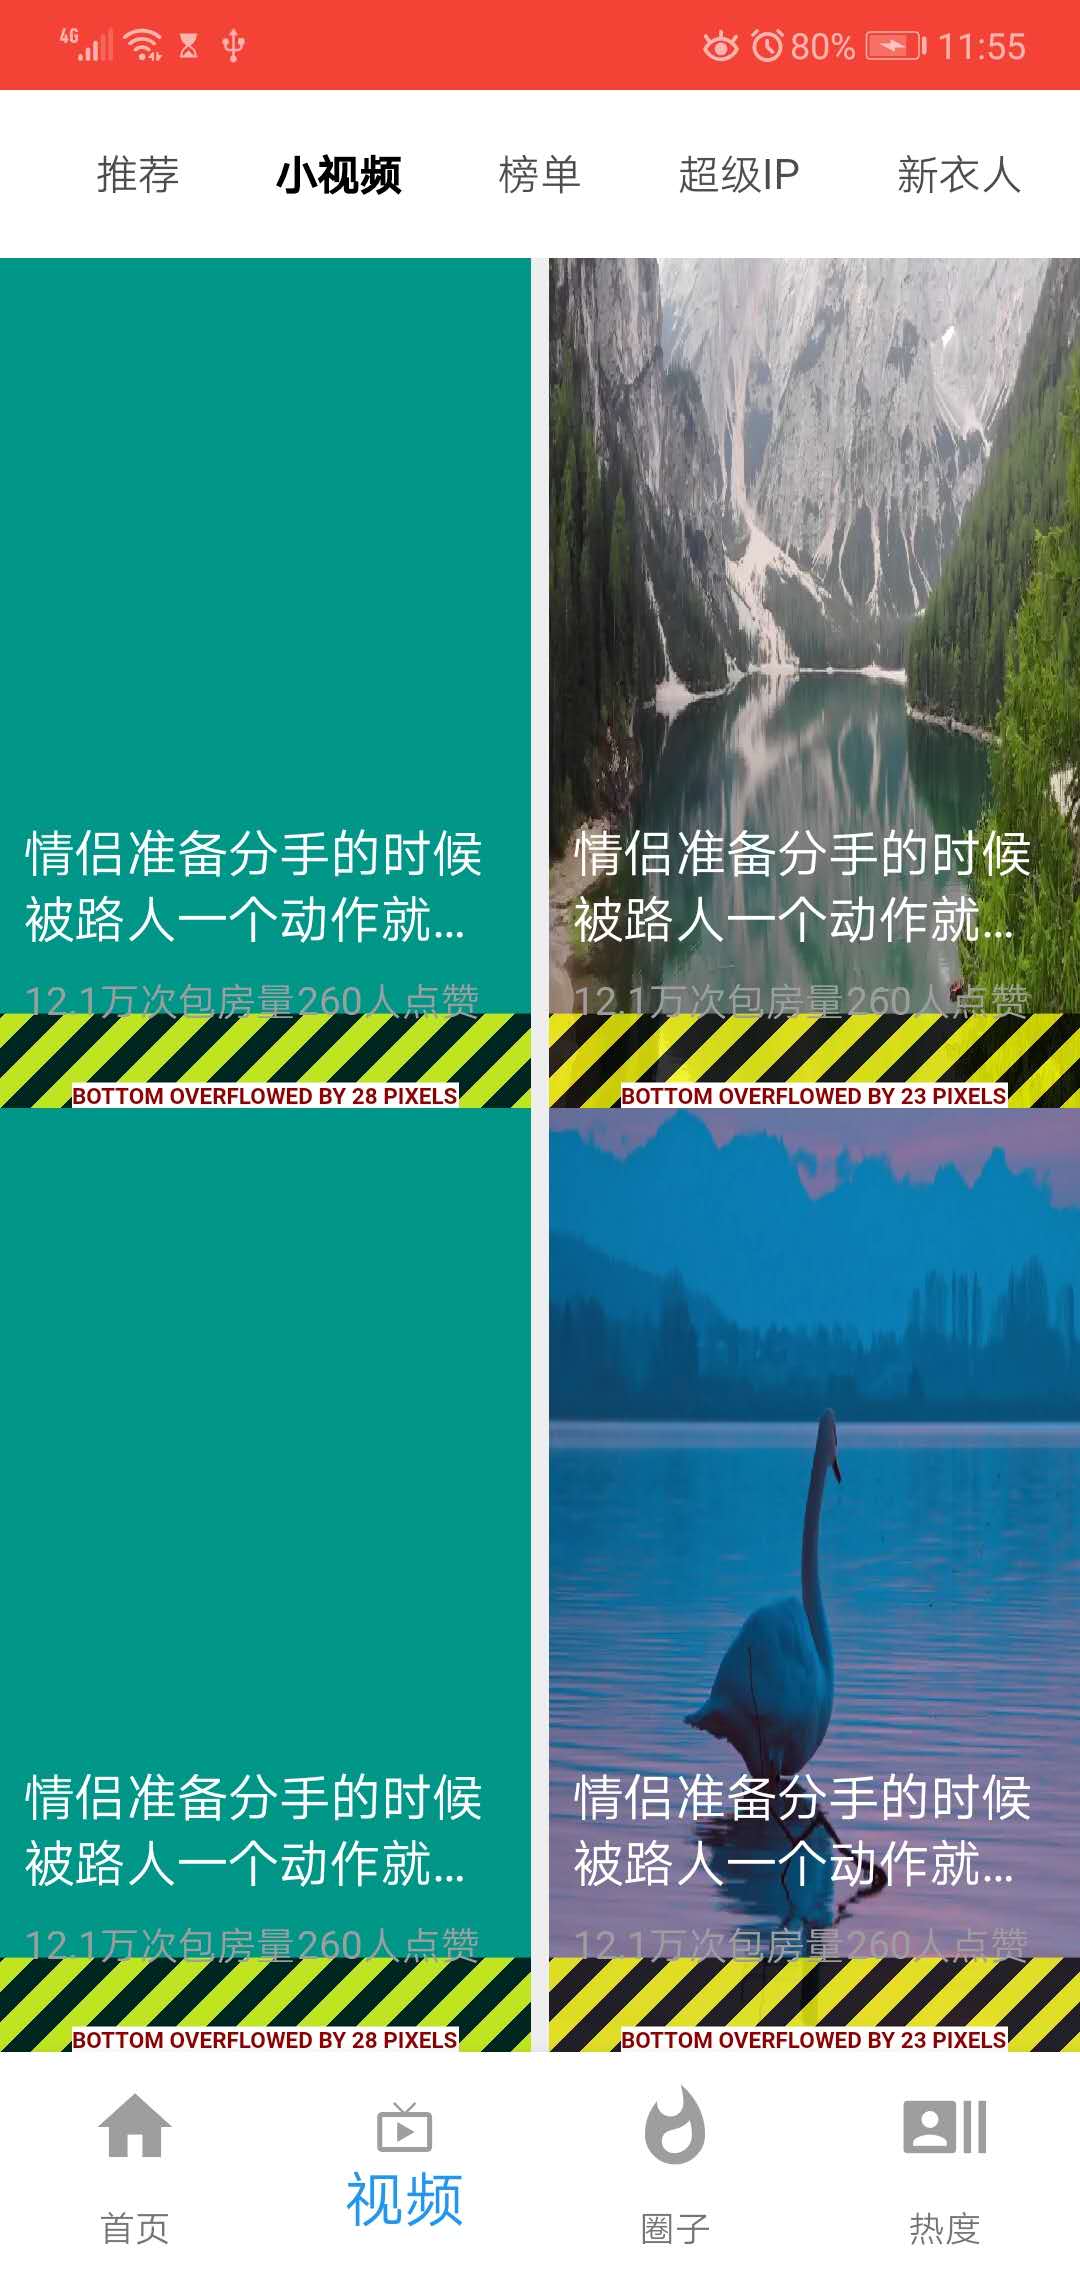 4G 80% 11:55
推荐 小视频 榜单 超级IP 新衣人
情侣准备分手的时候
被路人一个动作就...
12.1万次包房量260人点赞
BOTTOM OVERFLOWED BY 28 PIXELS
情侣准备分手的时候
被路人一个动作就...
12.1万次包房量260人点赞
BOTTOM OVERFLOWED BY 23 PIXELS
情侣准备分手的时候
被路人一个动作就...
12.1万次包房量260人点赞
BOTTOM OVERFLOWED BY 28 PIXELS
情侣准备分手的时候
被路人一个动作就...
12.1万次包房量260人点赞
BOTTOM OVERFLOWED BY 23 PIXELS
首页 视频 圈子 热度